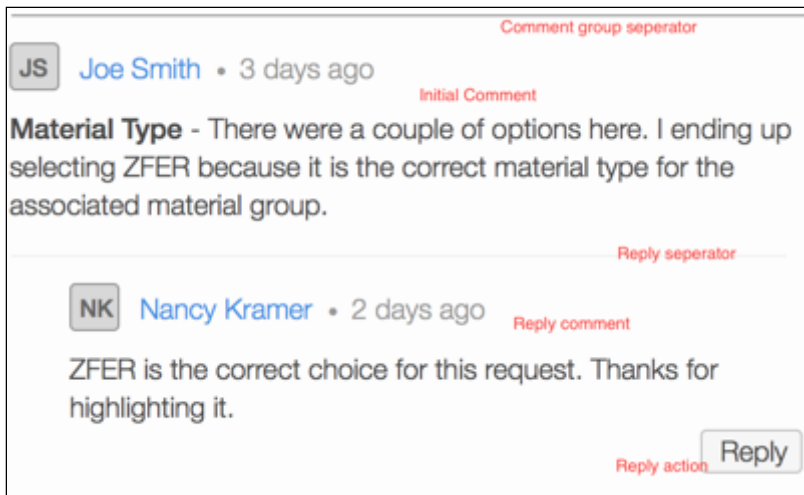 Comment group seperator
JS Joe Smith • 3 days ago
Initial Comment
Material Type - There were a couple of options here. I ending up
selecting ZFER because it is the correct material type for the
associated material group.
Reply seperator
NK Nancy Kramer • 2 days ago
Reply comment
ZFER is the correct choice for this request. Thanks for
highlighting it.
Reply
Reply action